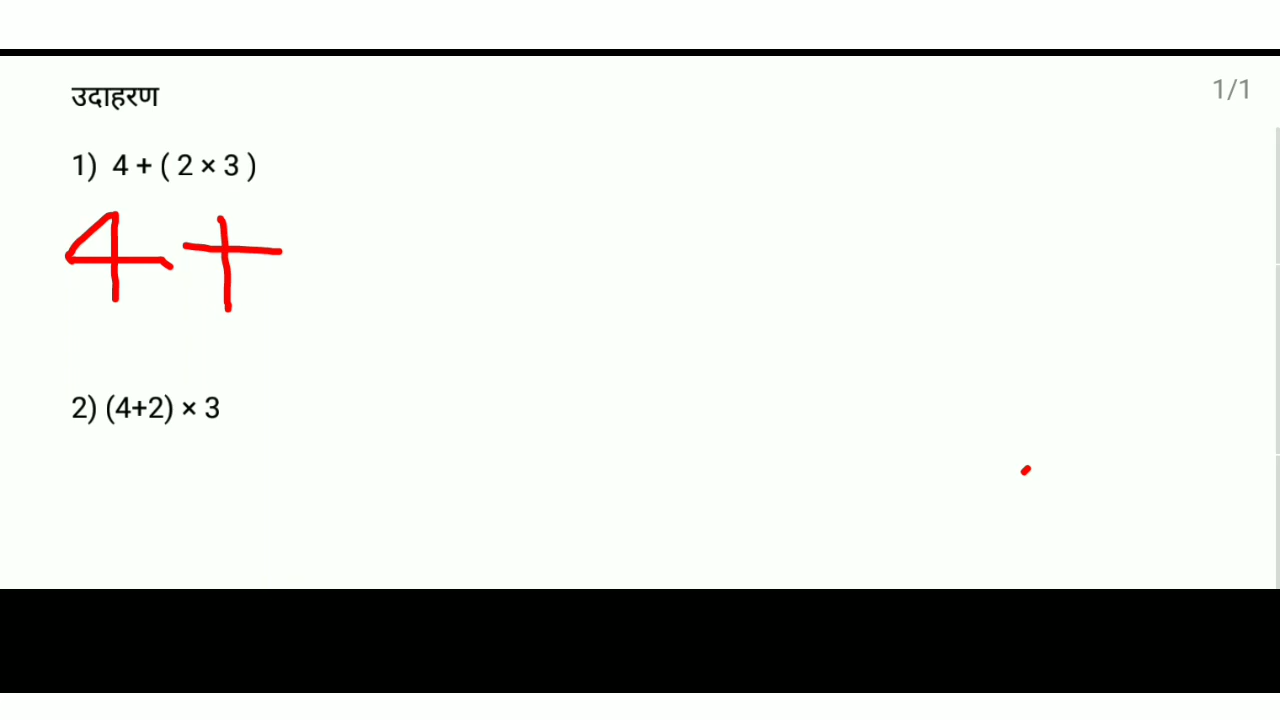 उदाहरण
1/1
1) 4 + ( 2 × 3 )
4 +
2) (4+2) × 3